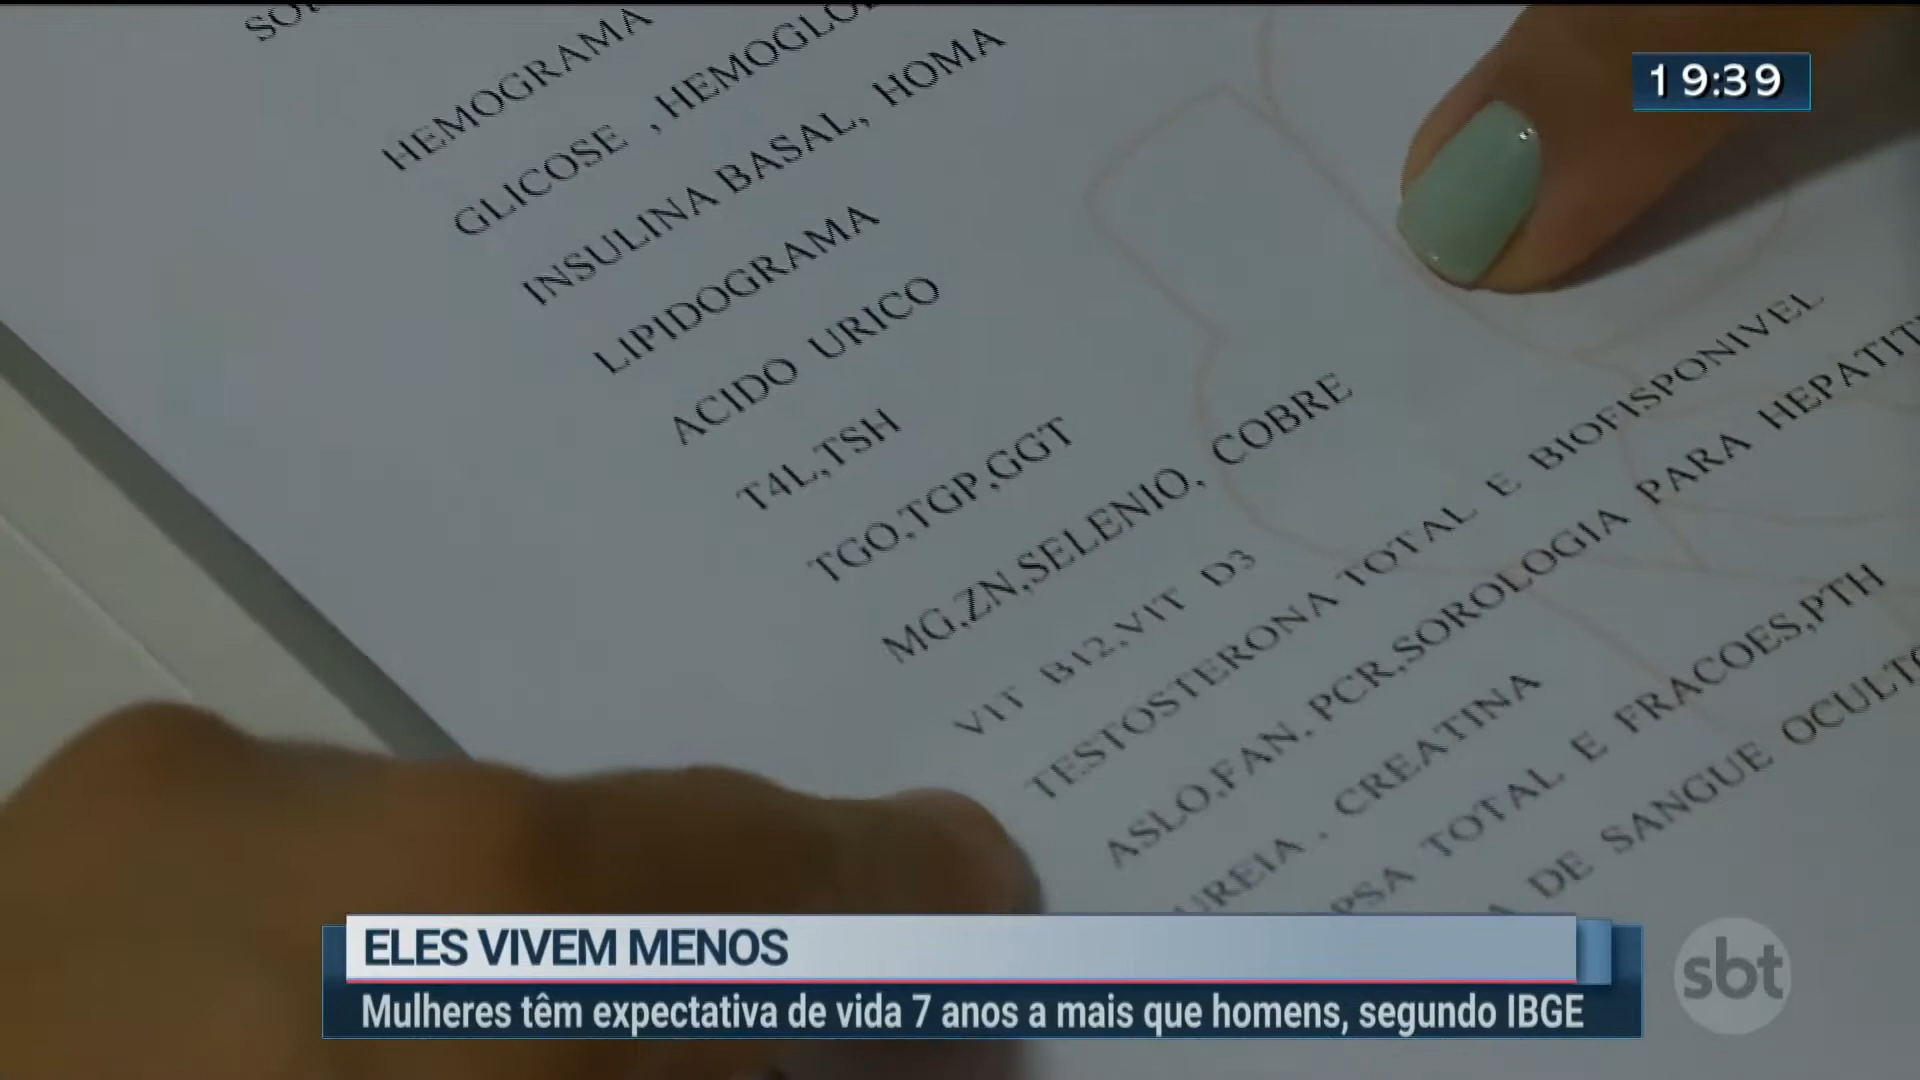 19:39
HEMOGRAMA
GLICOSE , HEMOGLO
INSULINA BASAL, HOMA
LIPIDOGRAMA
ACIDO URICO
T4L,TSH
TGO,TGP,GGT
MG,ZN,SELENIO, COBRE
VIT B12,VIT D3
TESTOSTERONA TOTAL E BIOFISPONIVEL
ASLO,FAN, PCR,SOROLOGIA PARA HEPATIT
UREIA . CREATINA
PSA TOTAL E FRACOES,PTH
DE SANGUE OCULTO
ELES VIVEM MENOS
Mulheres têm expectativa de vida 7 anos a mais que homens, segundo IBGE
sbt